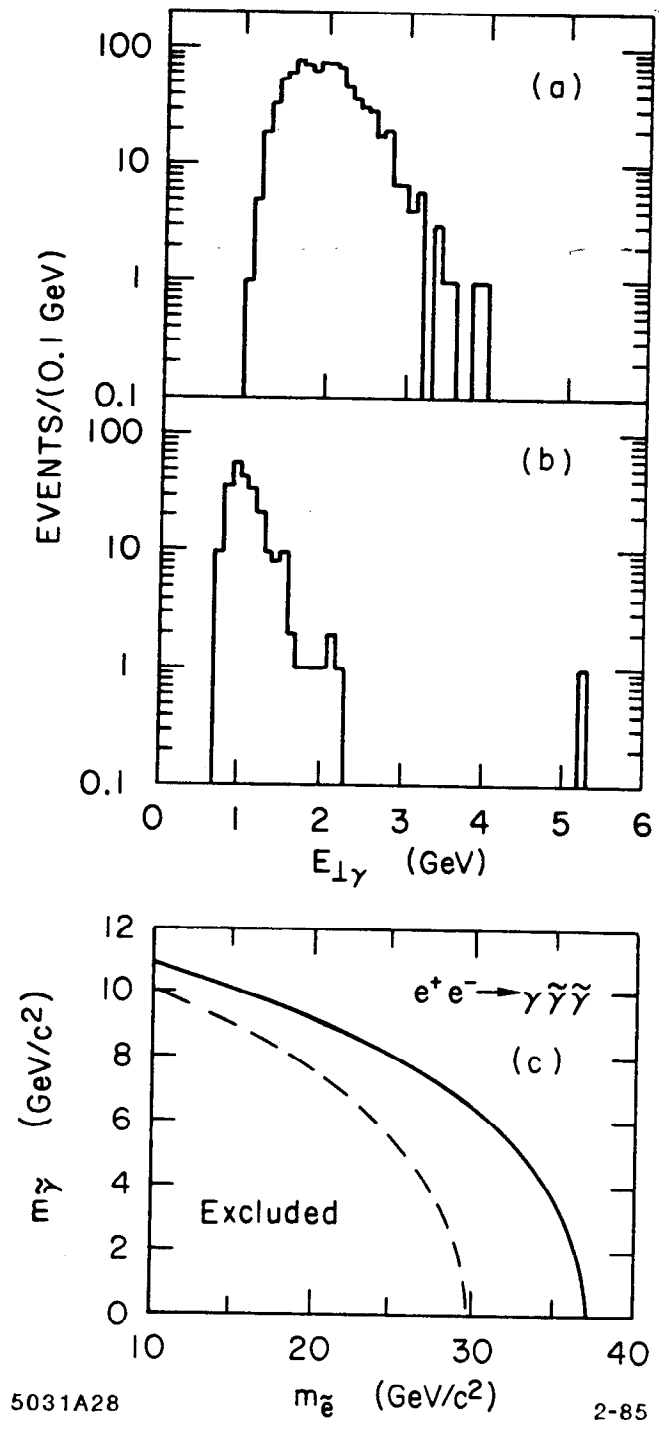 100
10
1
0.1
(a)
EVENTS/(0.1 GeV)
100
10
1
0.1
(b)
0 1 2 3 4 5 6
E⊥γ (GeV)
12
10
8
6
4
2
0
m_γ̃ (GeV/c²)
e⁺e⁻→γγ̃γ̃
(c)
Excluded
10 20 30 40
m_ẽ (GeV/c²)
5031A28
2-85